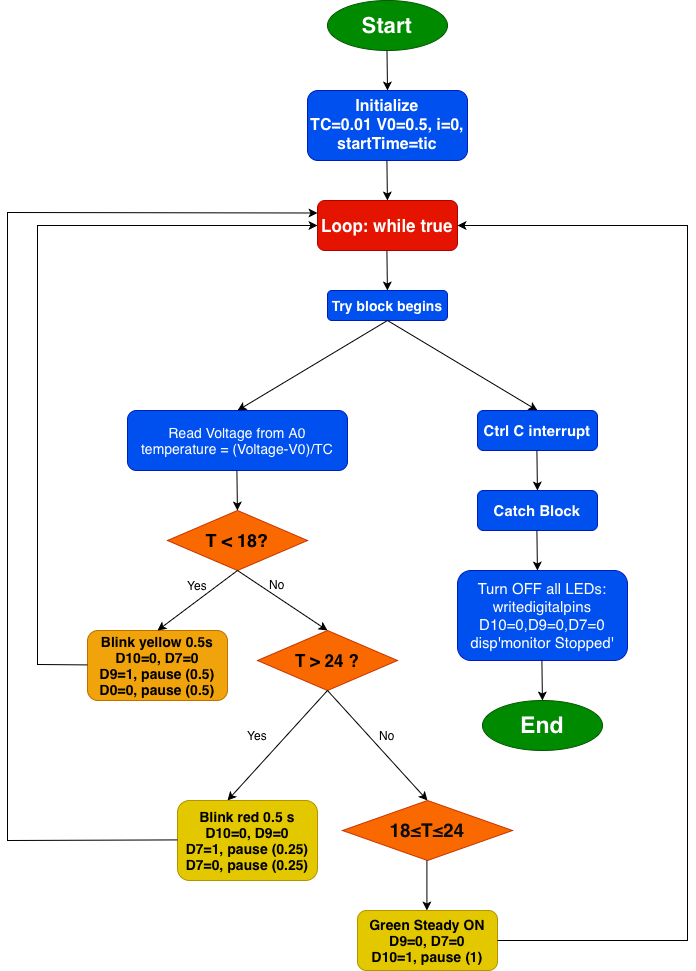 Start
Initialize
TC=0.01 V0=0.5, i=0,
startTime=tic
Loop: while true
Try block begins
Read Voltage from A0
temperature = (Voltage-V0)/TC
Ctrl C interrupt
T < 18?
Catch Block
Yes
No
Turn OFF all LEDs:
writedigitalpins
D10=0,D9=0,D7=0
disp'monitor Stopped'
Blink yellow 0.5s
D10=0, D7=0
D9=1, pause (0.5)
D0=0, pause (0.5)
T > 24 ?
End
Yes
No
Blink red 0.5 s
D10=0, D9=0
D7=1, pause (0.25)
D7=0, pause (0.25)
18≤T≤24
Green Steady ON
D9=0, D7=0
D10=1, pause (1)